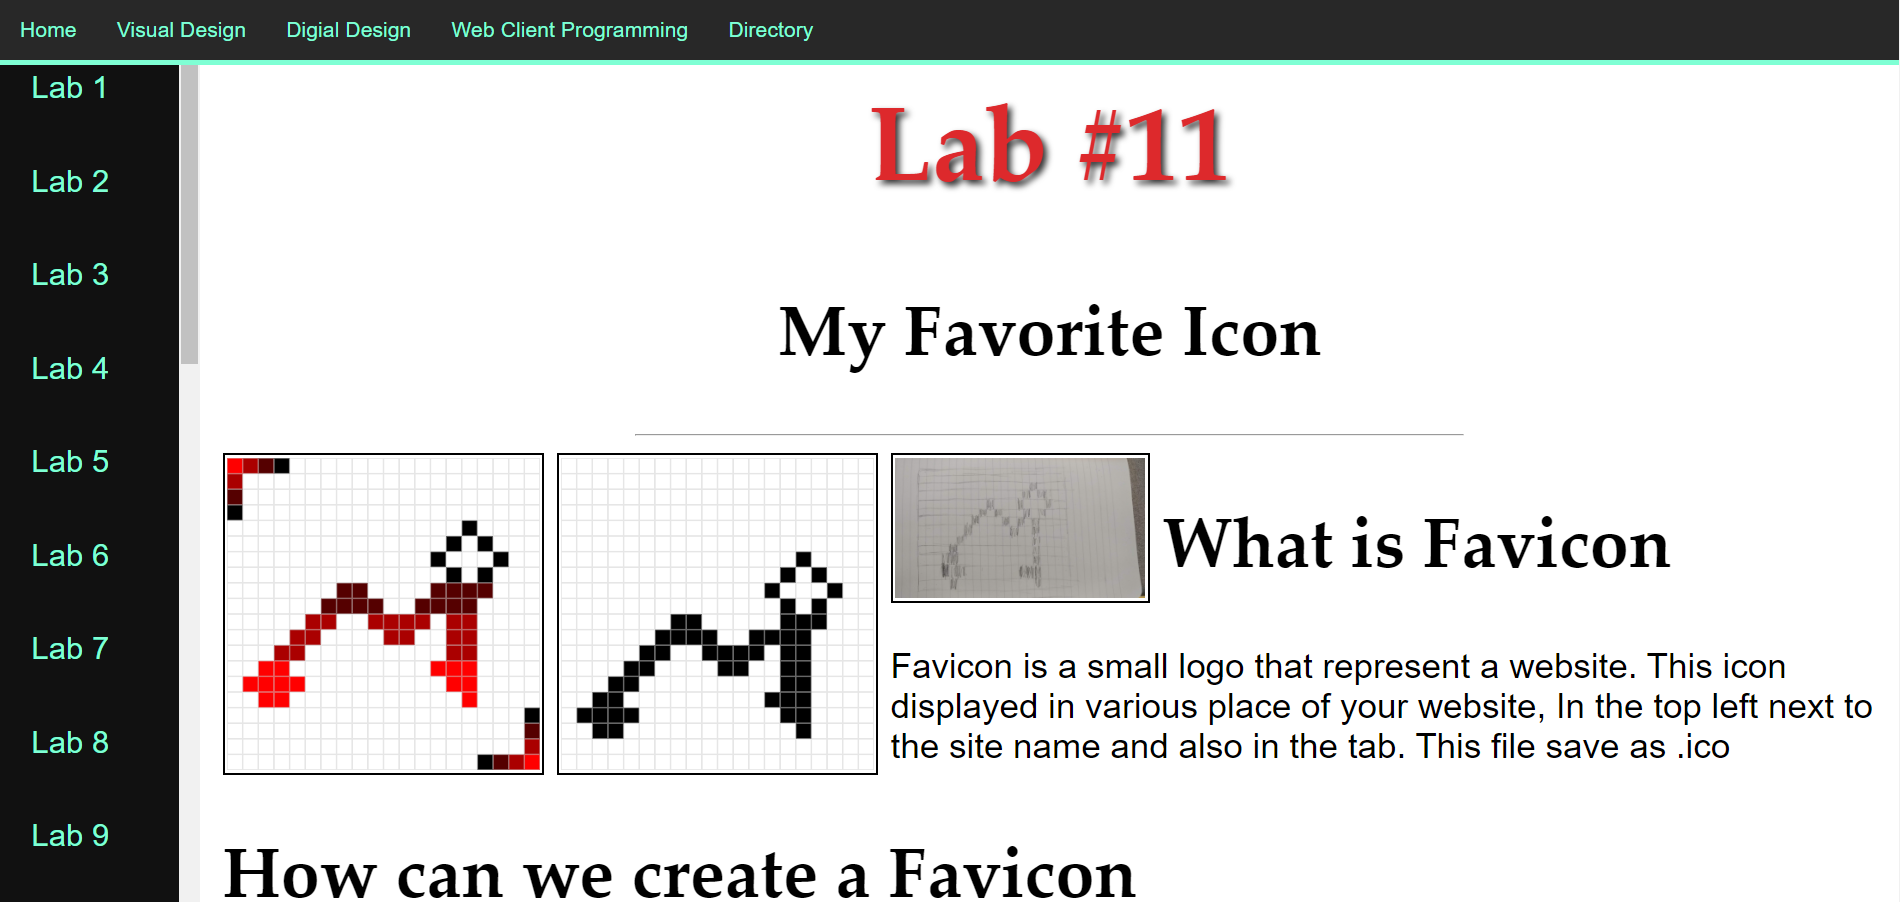 Home Visual Design Digial Design Web Client Programming Directory
Lab 1
Lab 2
Lab 3
Lab 4
Lab 5
Lab 6
Lab 7
Lab 8
Lab 9
Lab #11
My Favorite Icon
What is Favicon
Favicon is a small logo that represent a website. This icon
displayed in various place of your website, In the top left next to
the site name and also in the tab. This file save as .ico
How can we create a Favicon